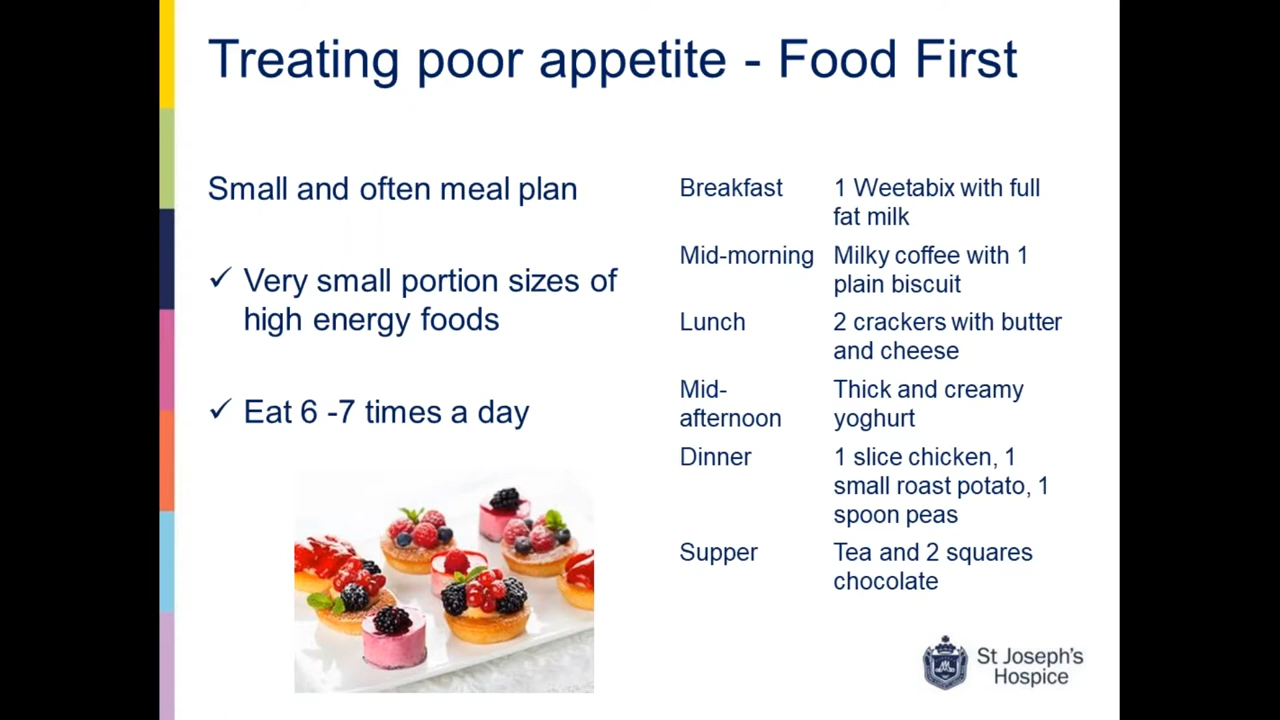 Treating poor appetite - Food First
Small and often meal plan
✓ Very small portion sizes of
high energy foods
✓ Eat 6 -7 times a day
Breakfast 1 Weetabix with full
fat milk
Mid-morning Milky coffee with 1
plain biscuit
Lunch 2 crackers with butter
and cheese
Mid- Thick and creamy
afternoon yoghurt
Dinner 1 slice chicken, 1
small roast potato, 1
spoon peas
Supper Tea and 2 squares
chocolate
St Joseph's
Hospice